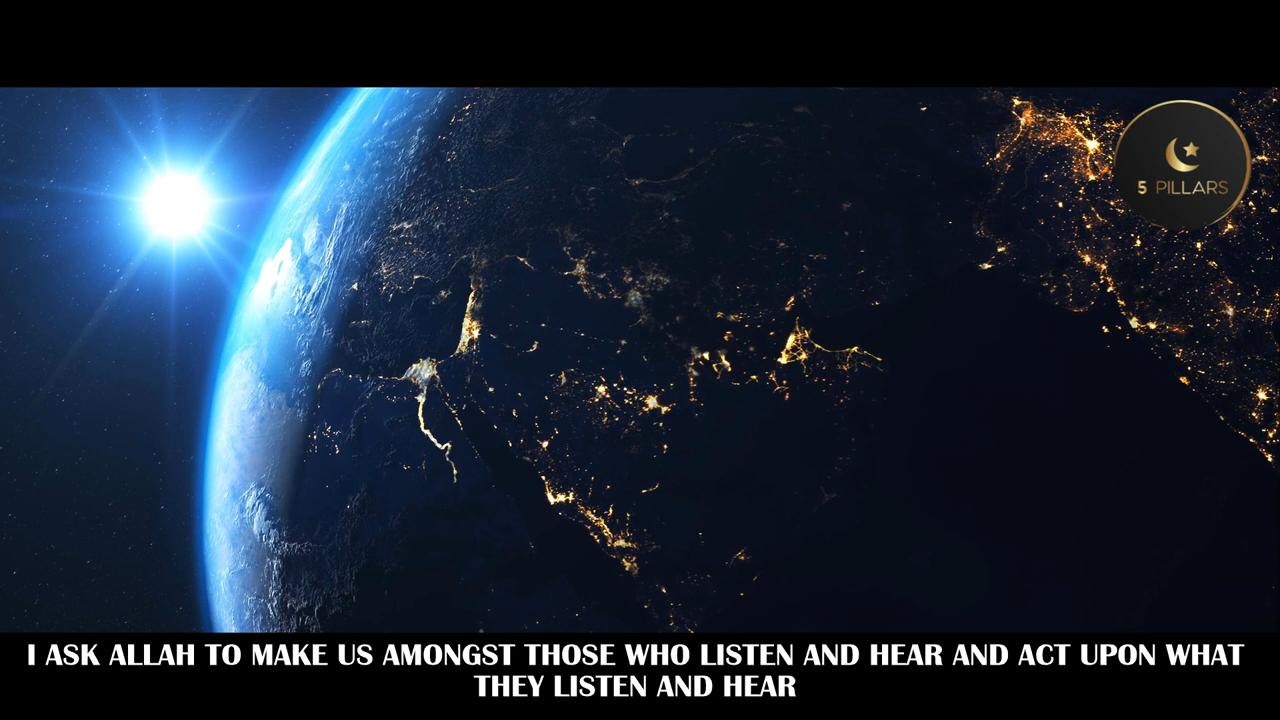 5 PILLARS
I ASK ALLAH TO MAKE US AMONGST THOSE WHO LISTEN AND HEAR AND ACT UPON WHAT
THEY LISTEN AND HEAR